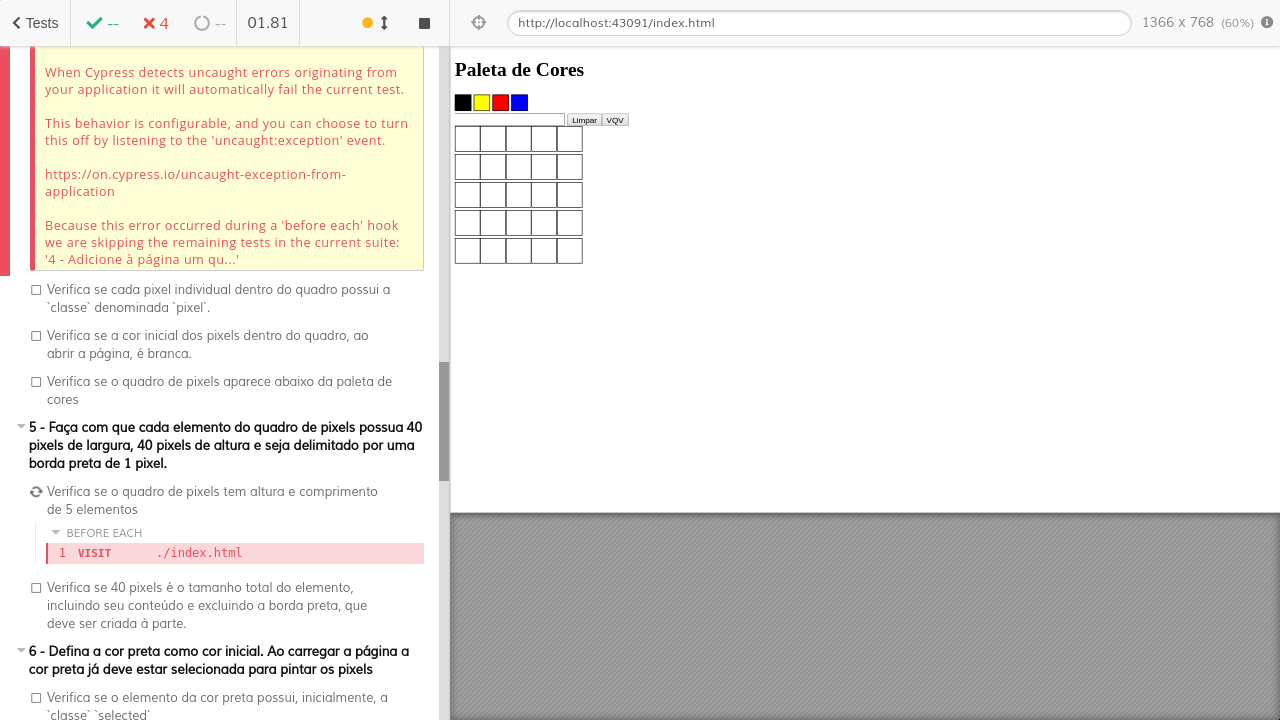 Tests
--
4
--
01.81
http://localhost:43091/index.html
1366 x 768 (60%)
When Cypress detects uncaught errors originating from
your application it will automatically fail the current test.
This behavior is configurable, and you can choose to turn
this off by listening to the 'uncaught:exception' event.
https://on.cypress.io/uncaught-exception-from-
application
Because this error occurred during a 'before each' hook
we are skipping the remaining tests in the current suite:
'4 - Adicione à página um qu...'
Verifica se cada pixel individual dentro do quadro possui a
`classe` denominada `pixel`.
Verifica se a cor inicial dos pixels dentro do quadro, ao
abrir a página, é branca.
Verifica se o quadro de pixels aparece abaixo da paleta de
cores
5 - Faça com que cada elemento do quadro de pixels possua 40
pixels de largura, 40 pixels de altura e seja delimitado por uma
borda preta de 1 pixel.
Verifica se o quadro de pixels tem altura e comprimento
de 5 elementos
BEFORE EACH
1 VISIT ./index.html
Verifica se 40 pixels é o tamanho total do elemento,
incluindo seu conteúdo e excluindo a borda preta, que
deve ser criada à parte.
6 - Defina a cor preta como cor inicial. Ao carregar a página a
cor preta já deve estar selecionada para pintar os pixels
Verifica se o elemento da cor preta possui, inicialmente, a
`classe` `selected`
Paleta de Cores
Limpar VQV